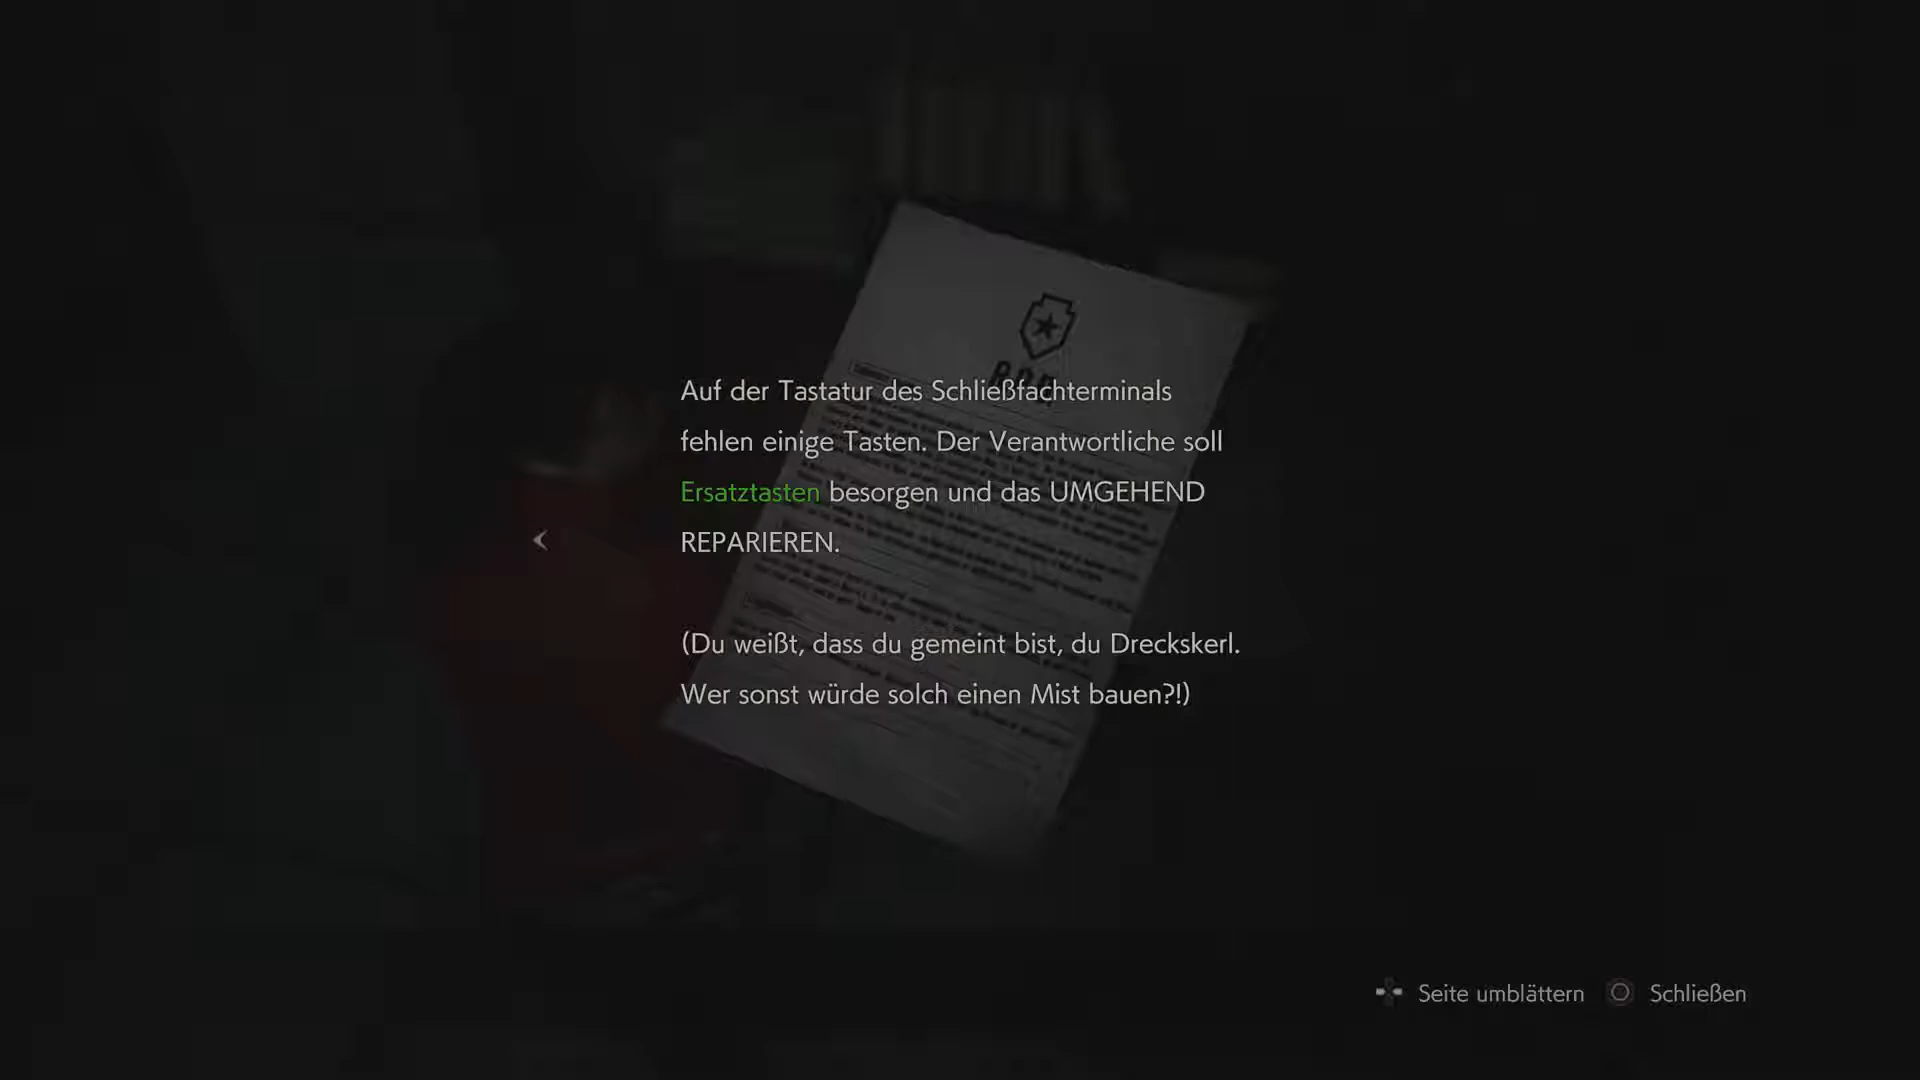 R.P.D.
Auf der Tastatur des Schließfachterminals
fehlen einige Tasten. Der Verantwortliche soll
Ersatztasten besorgen und das UMGEHEND
REPARIEREN.
(Du weißt, dass du gemeint bist, du Dreckskerl.
Wer sonst würde solch einen Mist bauen?!)
Seite umblättern
Schließen